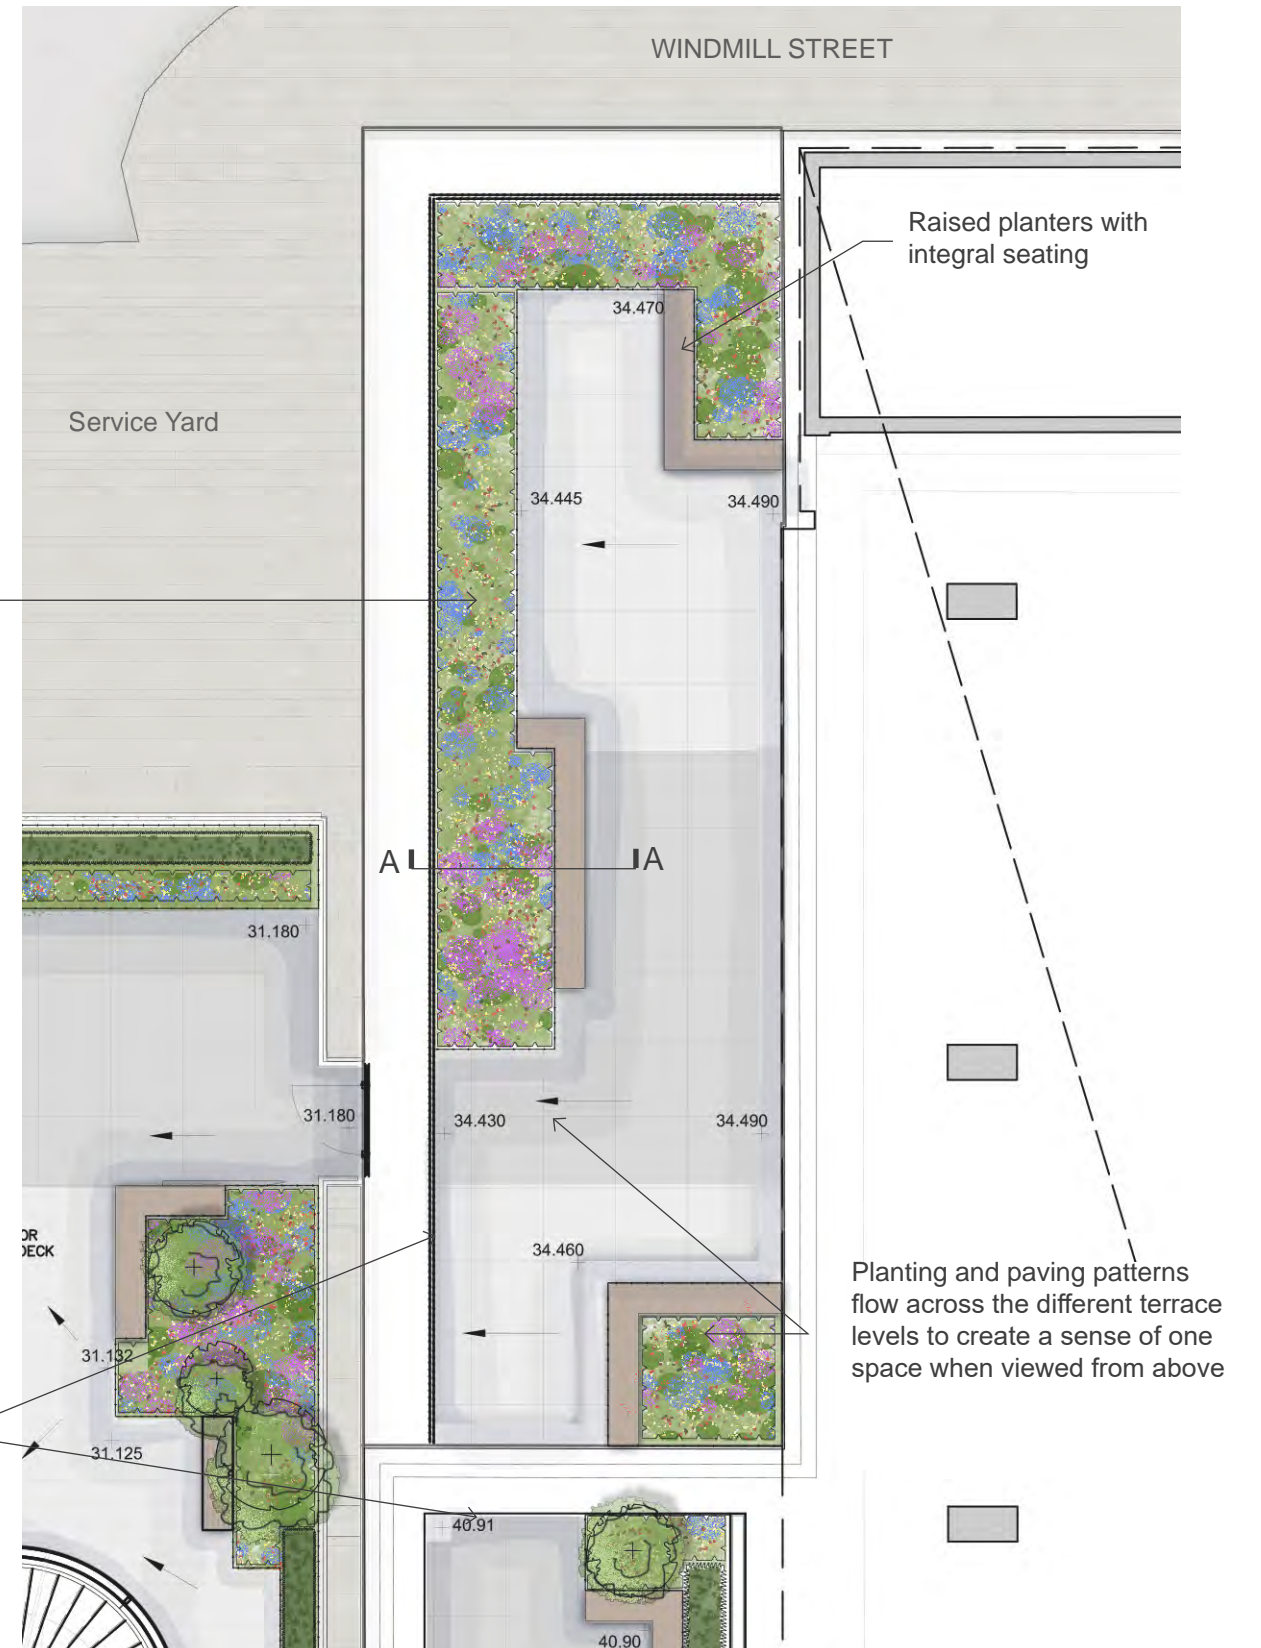 WINDMILL STREET
Raised planters with
integral seating
34.470
Service Yard
34.445
34.490
A
A
31.180
31.180
34.430
34.490
OR
DECK
34.460
Planting and paving patterns
flow across the different terrace
levels to create a sense of one
space when viewed from above
31.132
31.125
40.91
40.90